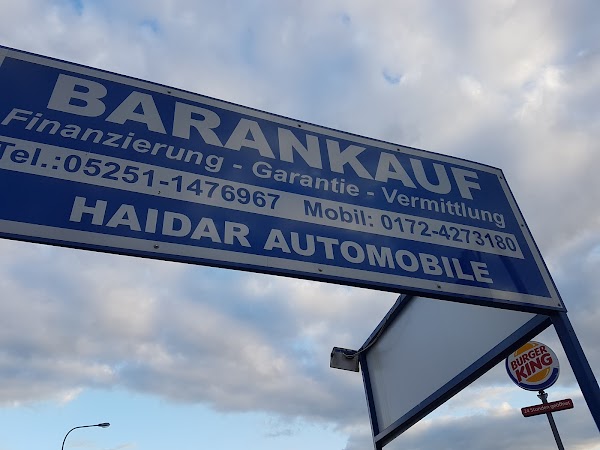 BARANKAUF
Finanzierung - Garantie - Vermittlung
Tel.:05251-1476967 Mobil: 0172-4273180
HAIDAR AUTOMOBILE
BURGER
KING
24 Stunden geöffnet